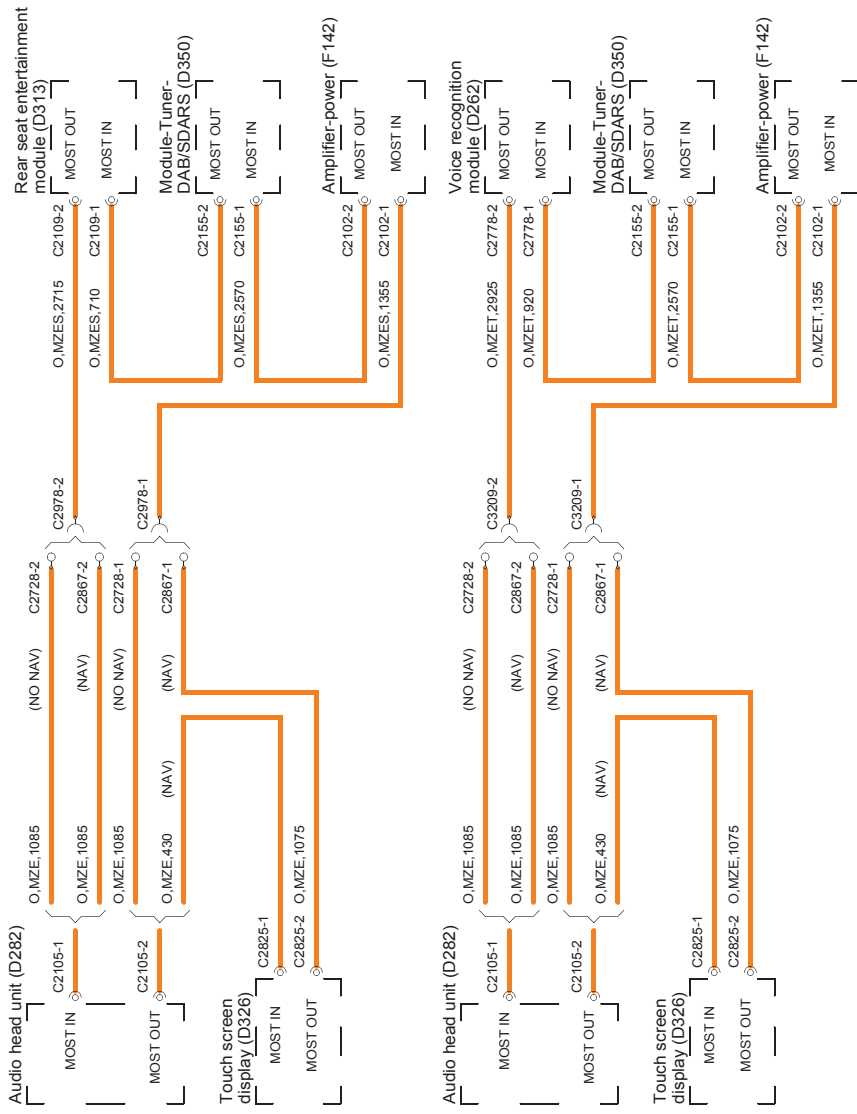 Audio head unit (D282)
MOST IN
MOST OUT
C2105-1
C2105-2
Touch screen
display (D326)
MOST IN
MOST OUT
C2825-1
C2825-2
O,MZE,1085
O,MZE,1085
O,MZE,1085
O,MZE,430
O,MZE,1075
(NO NAV)
(NAV)
(NO NAV)
(NAV)
(NAV)
C2728-2
C2867-2
C2728-1
C2867-1
C2978-2
C2978-1
O,MZES,2715
O,MZES,710
O,MZES,2570
O,MZES,1355
C2109-2
C2109-1
C2155-2
C2155-1
C2102-2
C2102-1
Rear seat entertainment
module (D313)
MOST OUT
MOST IN
Module-Tuner-
DAB/SDARS (D350)
MOST OUT
MOST IN
Amplifier-power (F142)
MOST OUT
MOST IN
Audio head unit (D282)
MOST IN
MOST OUT
C2105-1
C2105-2
Touch screen
display (D326)
MOST IN
MOST OUT
C2825-1
C2825-2
O,MZE,1085
O,MZE,1085
O,MZE,1085
O,MZE,430
O,MZE,1075
(NO NAV)
(NAV)
(NO NAV)
(NAV)
(NAV)
C2728-2
C2867-2
C2728-1
C2867-1
C3209-2
C3209-1
O,MZET,2925
O,MZET,920
O,MZET,2570
O,MZET,1355
C2778-2
C2778-1
C2155-2
C2155-1
C2102-2
C2102-1
Voice recognition
module (D262)
MOST OUT
MOST IN
Module-Tuner-
DAB/SDARS (D350)
MOST OUT
MOST IN
Amplifier-power (F142)
MOST OUT
MOST IN